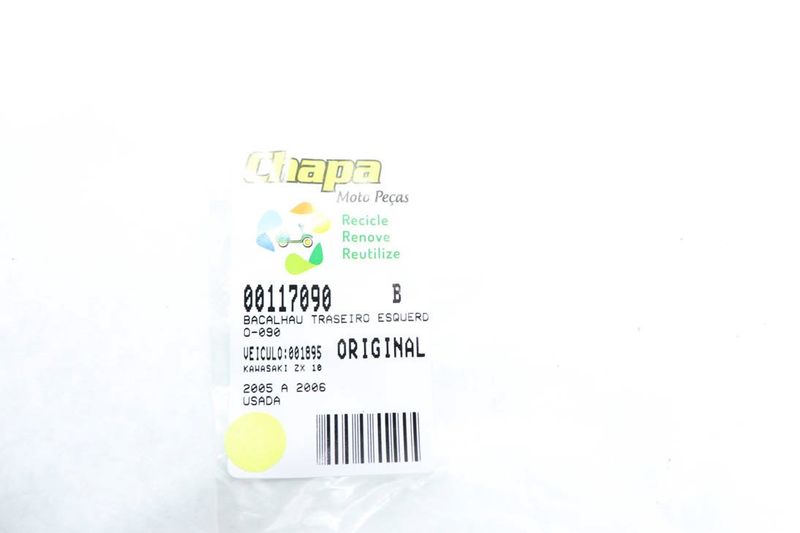 Chapa
Moto Peças
Recicle
Renove
Reutilize
00117090 B
BACALHAU TRASEIRO ESQUERD
O-090
VEICULO:001895 ORIGINAL
KAWASAKI ZX 10
2005 A 2006
USADA